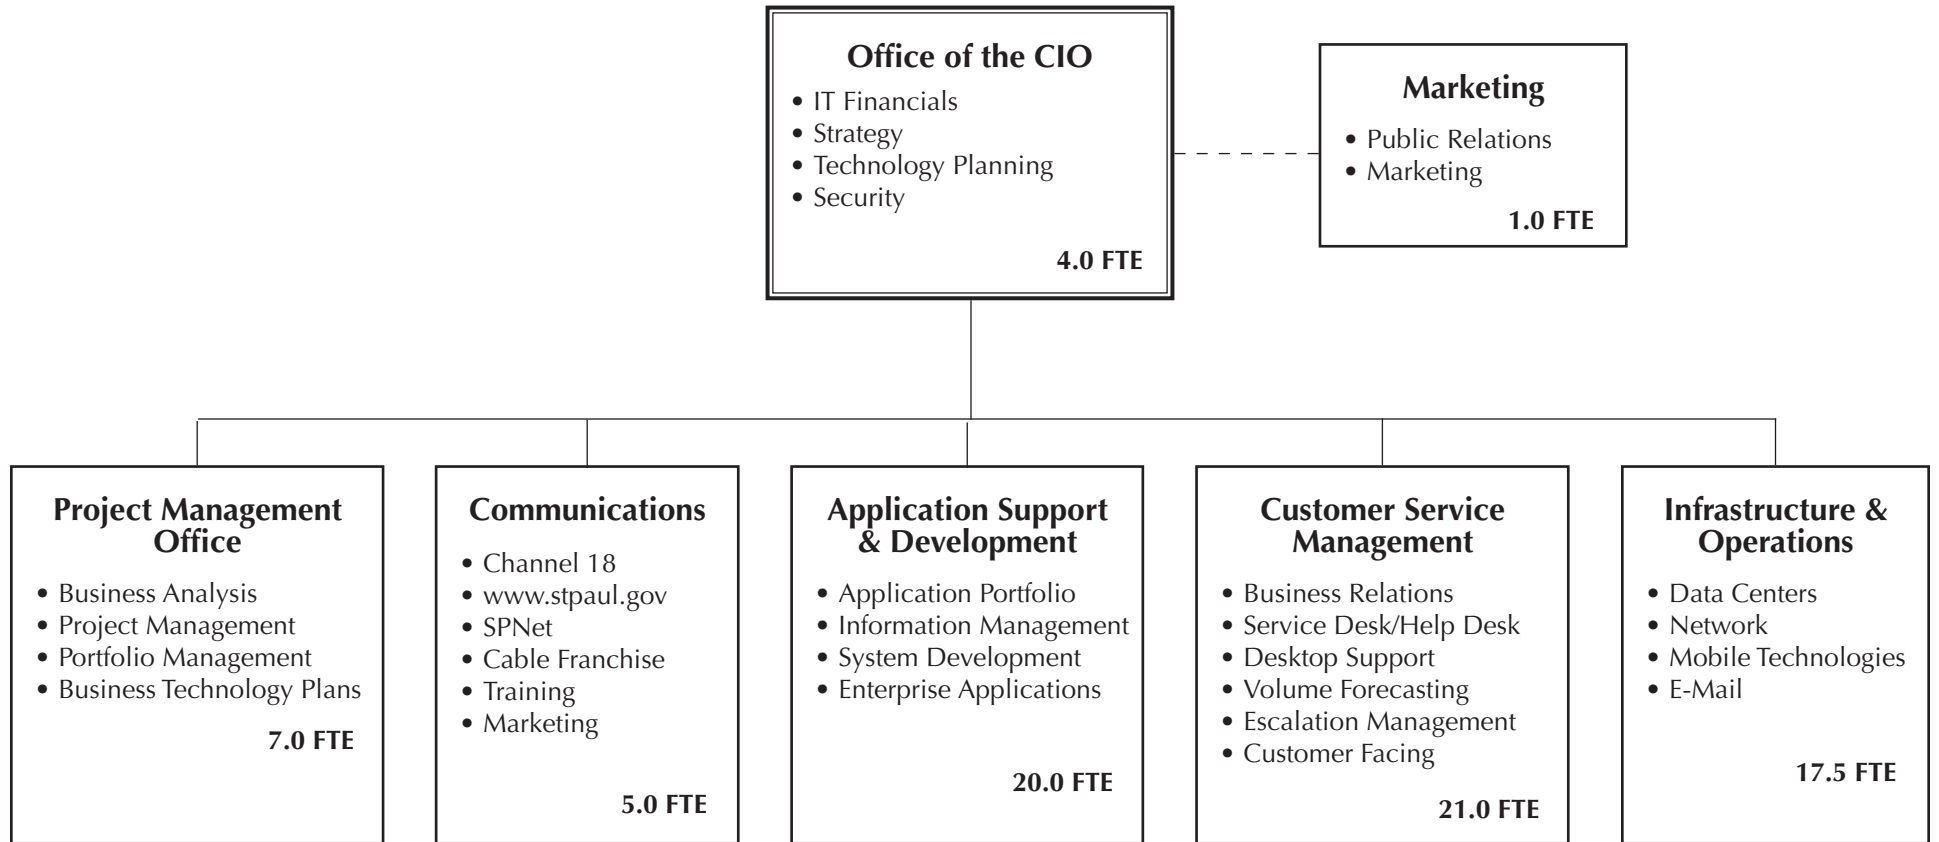 Office of the CIO
• IT Financials
• Strategy
• Technology Planning
• Security
4.0 FTE
Marketing
• Public Relations
• Marketing
1.0 FTE
Project Management
Office
• Business Analysis
• Project Management
• Portfolio Management
• Business Technology Plans
7.0 FTE
Communications
• Channel 18
• www.stpaul.gov
• SPNet
• Cable Franchise
• Training
• Marketing
5.0 FTE
Application Support
& Development
• Application Portfolio
• Information Management
• System Development
• Enterprise Applications
20.0 FTE
Customer Service
Management
• Business Relations
• Service Desk/Help Desk
• Desktop Support
• Volume Forecasting
• Escalation Management
• Customer Facing
21.0 FTE
Infrastructure &
Operations
• Data Centers
• Network
• Mobile Technologies
• E-Mail
17.5 FTE